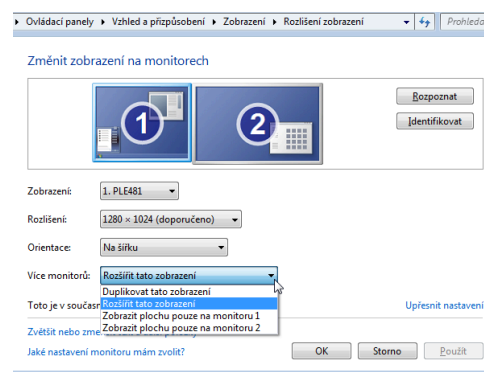 Ovládací panely ▸ Vzhled a přizpůsobení ▸ Zobrazení ▸ Rozlišení zobrazení
Změnit zobrazení na monitorech
1
2
Rozpoznat
Identifikovat
Zobrazení: 1. PLE481
Rozlišení: 1280 × 1024 (doporučeno)
Orientace: Na šířku
Více monitorů: Rozšířit tato zobrazení
Duplikovat tato zobrazení
Rozšířit tato zobrazení
Zobrazit plochu pouze na monitoru 1
Zobrazit plochu pouze na monitoru 2
Toto je v
Upřesnit nastavení
Zvětšit nebo
Jaké nastavení monitoru mám zvolit?
OK Storno Použít